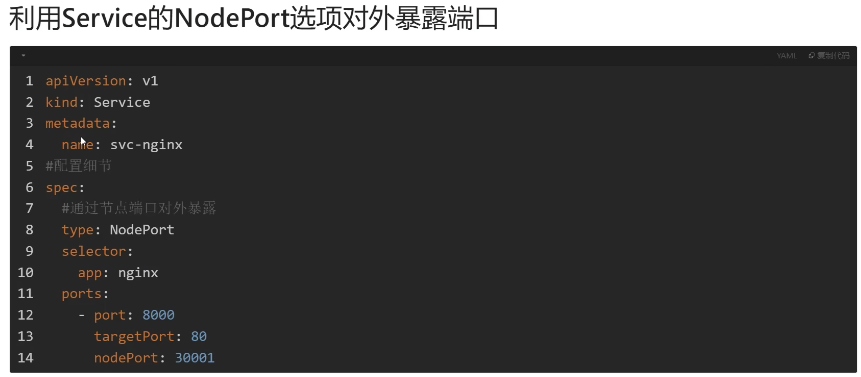 利用Service的NodePort选项对外暴露端口
YAML 复制代码
1 apiVersion: v1
2 kind: Service
3 metadata:
4   name: svc-nginx
5 #配置细节
6 spec:
7   #通过节点端口对外暴露
8   type: NodePort
9   selector:
10     app: nginx
11   ports:
12     - port: 8000
13       targetPort: 80
14       nodePort: 30001